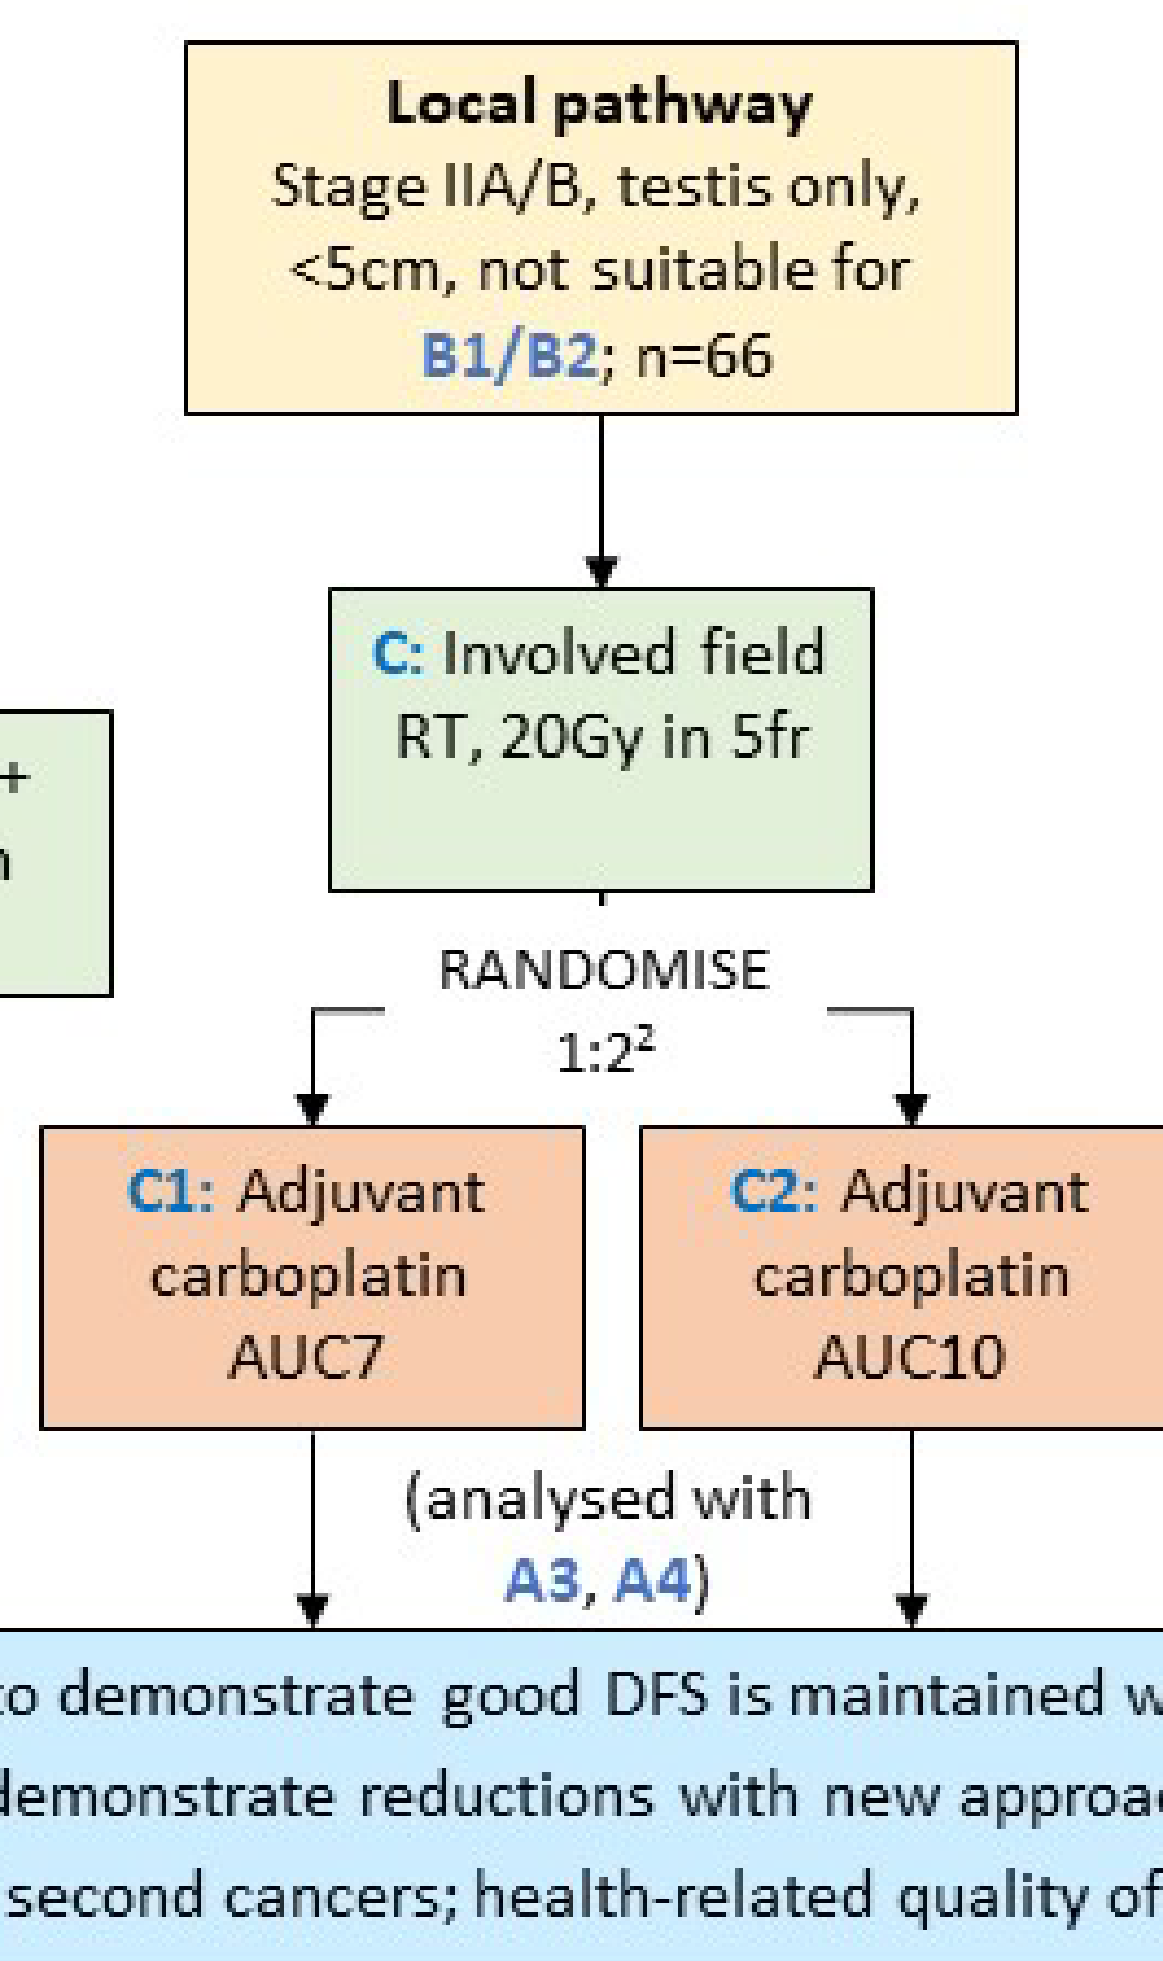 Local pathway
Stage IIA/B, testis only,
<5cm, not suitable for
B1/B2; n=66
C: Involved field
RT, 20Gy in 5fr
+
RANDOMISE
1:2²
C1: Adjuvant
carboplatin
AUC7
C2: Adjuvant
carboplatin
AUC10
(analysed with
A3, A4)
to demonstrate good DFS is maintained w
demonstrate reductions with new approac
second cancers; health-related quality of